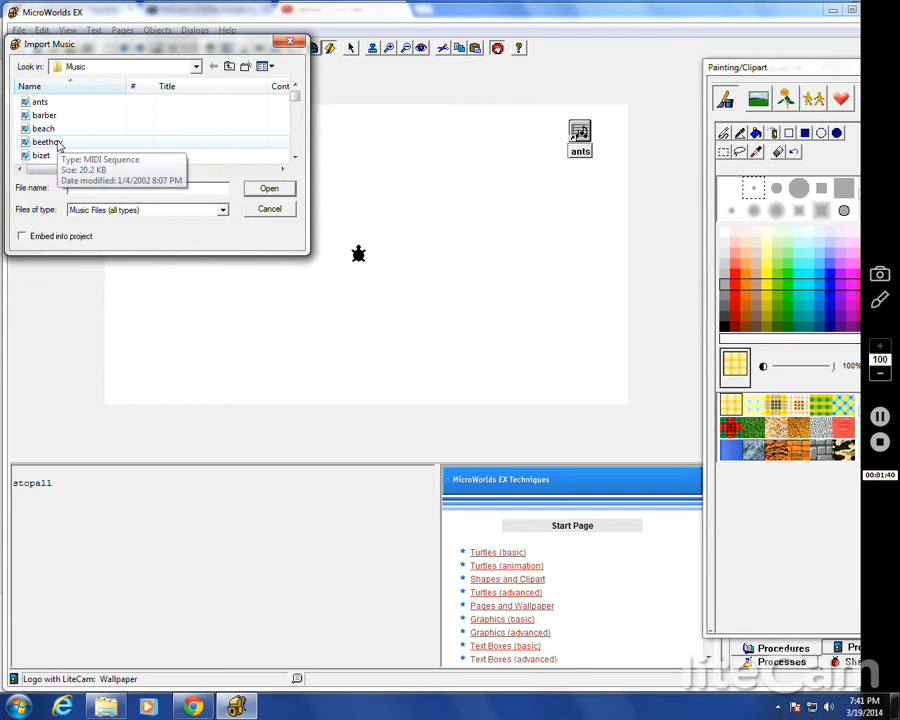 MicroWorlds EX
File Edit View Text Pages Objects Dialogs Help
Import Music
Look in: Music
Name # Title Cont
ants
barber
beach
beetho
bizet
Type: MIDI Sequence
Size: 20.2 KB
Date modified: 1/4/2002 8:07 PM
File name:
Open
Files of type: Music Files (all types)
Cancel
Embed into project
ants
Painting/Clipart
100%
100
00:01:40
stopall
MicroWorlds EX Techniques
Start Page
Turtles (basic)
Turtles (animation)
Shapes and Clipart
Turtles (advanced)
Pages and Wallpaper
Graphics (basic)
Graphics (advanced)
Text Boxes (basic)
Text Boxes (advanced)
Procedures
Pro
Processes
Sha
Logo with LiteCam: Wallpaper
liteCam
7:41 PM
3/19/2014